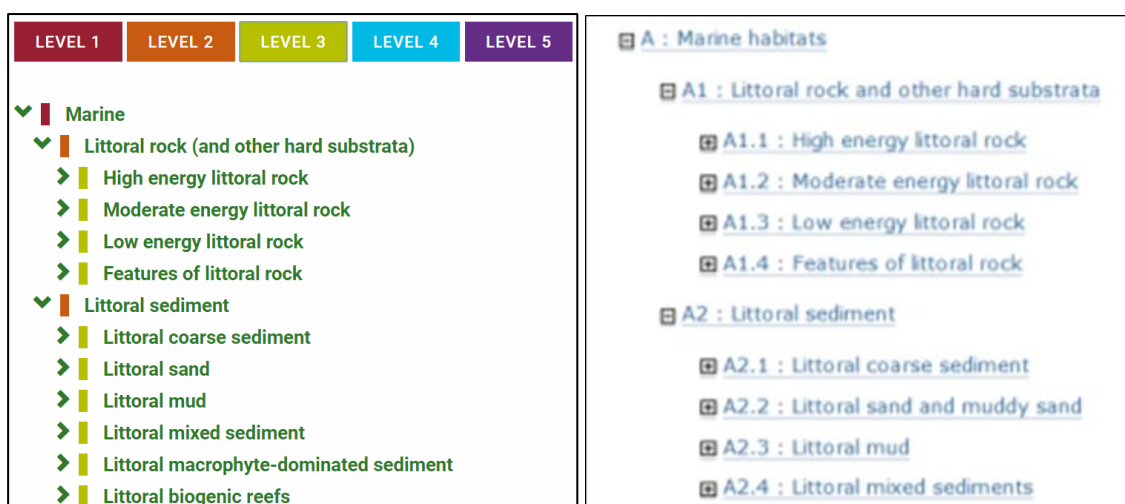 LEVEL 1 LEVEL 2 LEVEL 3 LEVEL 4 LEVEL 5
Marine
Littoral rock (and other hard substrata)
High energy littoral rock
Moderate energy littoral rock
Low energy littoral rock
Features of littoral rock
Littoral sediment
Littoral coarse sediment
Littoral sand
Littoral mud
Littoral mixed sediment
Littoral macrophyte-dominated sediment
Littoral biogenic reefs
A : Marine habitats
A1 : Littoral rock and other hard substrata
A1.1 : High energy littoral rock
A1.2 : Moderate energy littoral rock
A1.3 : Low energy littoral rock
A1.4 : Features of littoral rock
A2 : Littoral sediment
A2.1 : Littoral coarse sediment
A2.2 : Littoral sand and muddy sand
A2.3 : Littoral mud
A2.4 : Littoral mixed sediments